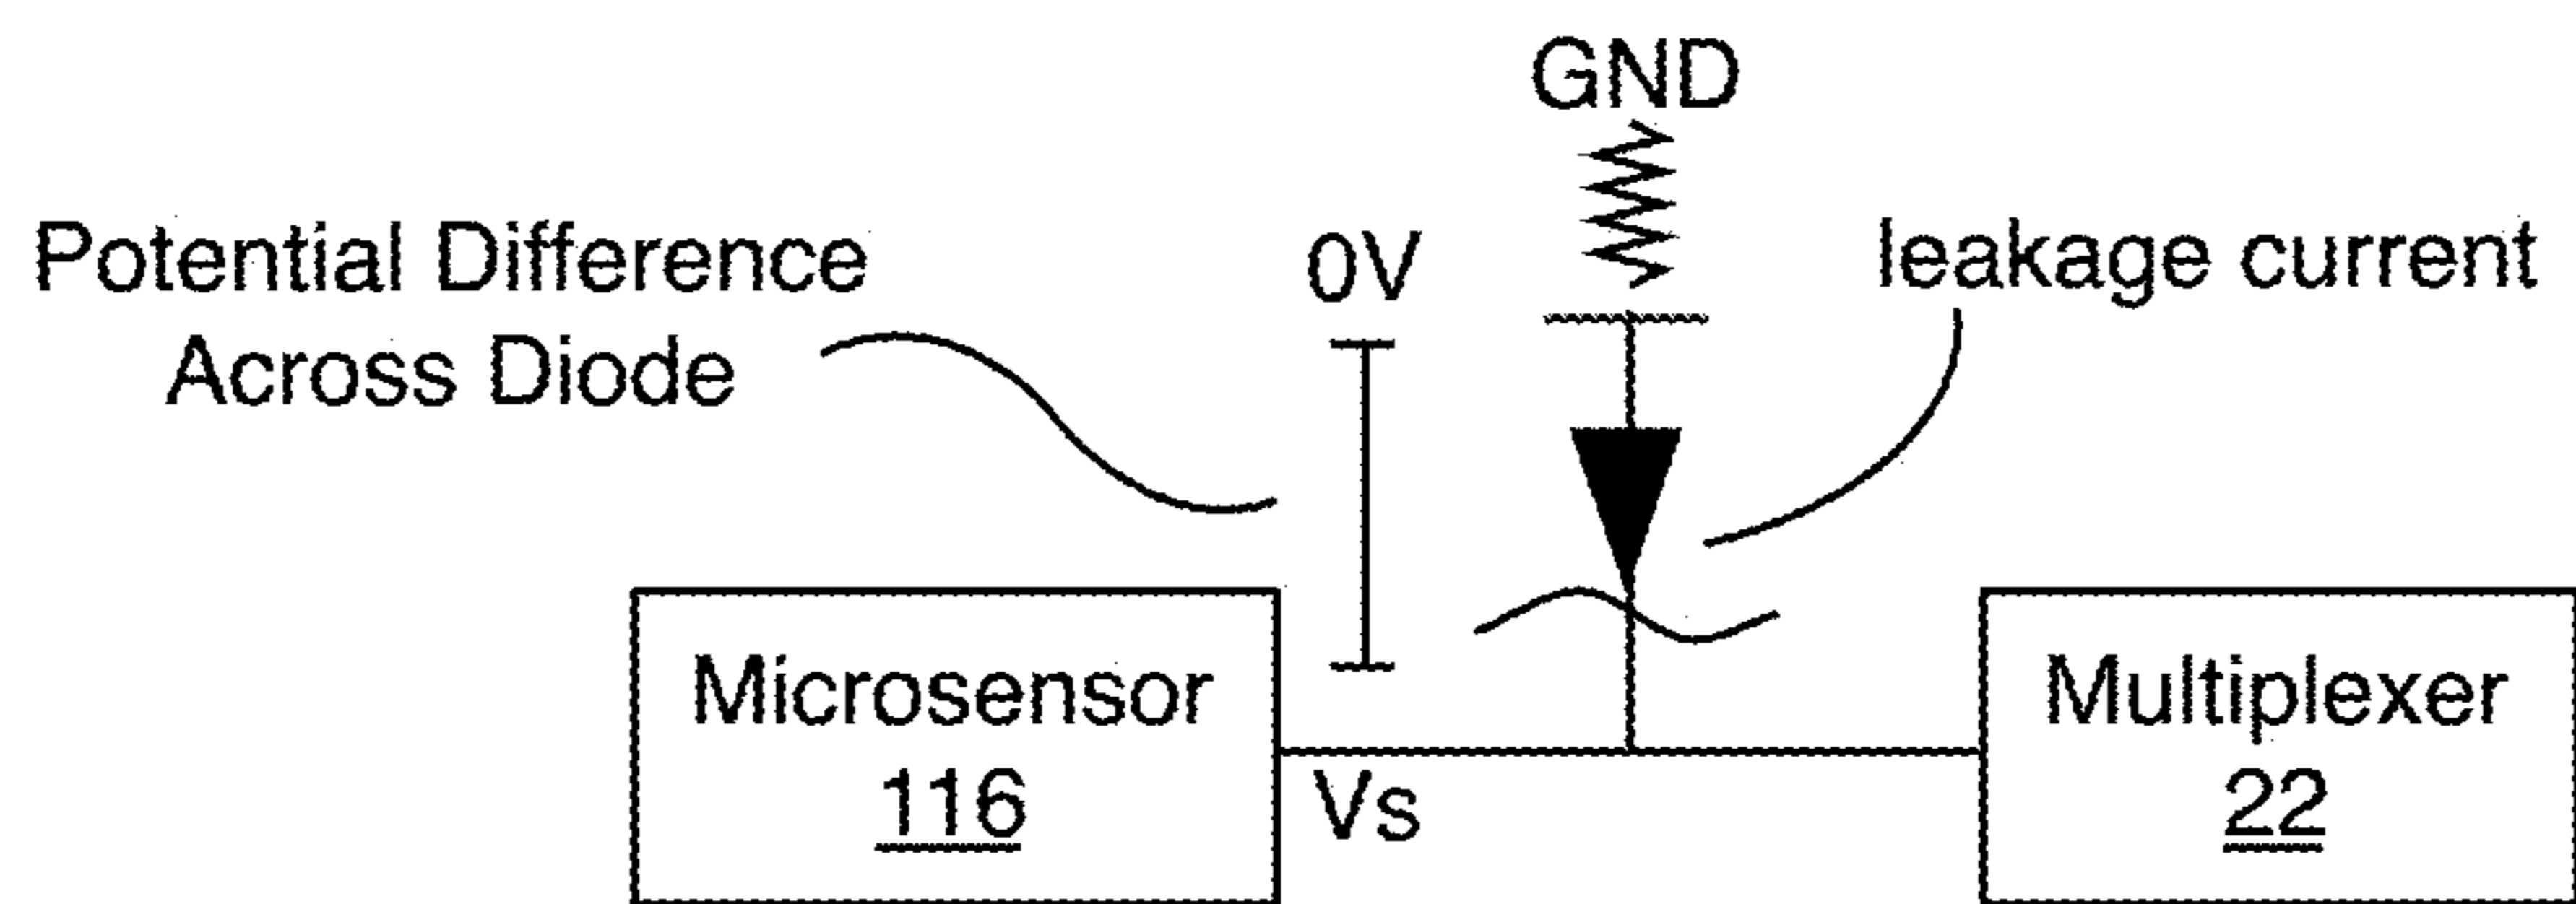 GND
Potential Difference
Across Diode
0V
leakage current
Microsensor
116
Vs
Multiplexer
22